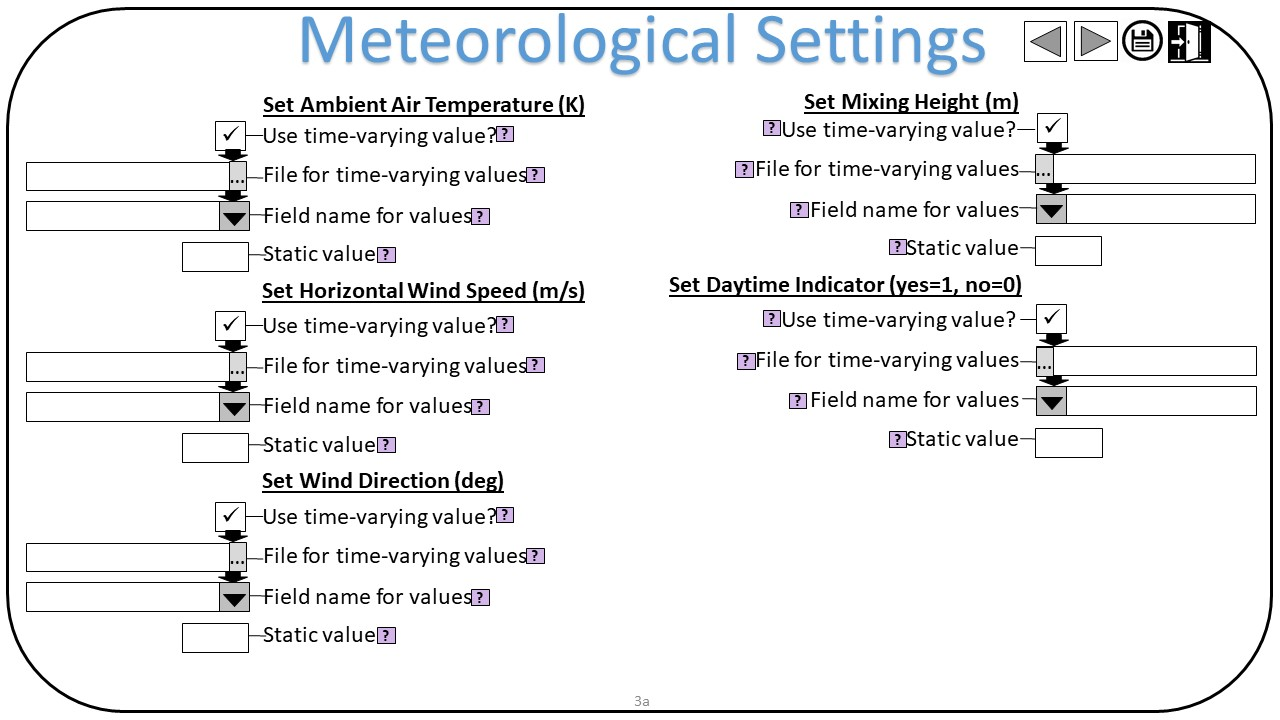 Meteorological Settings
Set Ambient Air Temperature (K)
✓ Use time-varying value? ?
... File for time-varying values ?
Field name for values ?
Static value ?
Set Horizontal Wind Speed (m/s)
✓ Use time-varying value? ?
... File for time-varying values ?
Field name for values ?
Static value ?
Set Wind Direction (deg)
✓ Use time-varying value? ?
... File for time-varying values ?
Field name for values ?
Static value ?
Set Mixing Height (m)
? Use time-varying value? ✓
? File for time-varying values ...
? Field name for values
? Static value
Set Daytime Indicator (yes=1, no=0)
? Use time-varying value? ✓
? File for time-varying values ...
? Field name for values
? Static value
3a